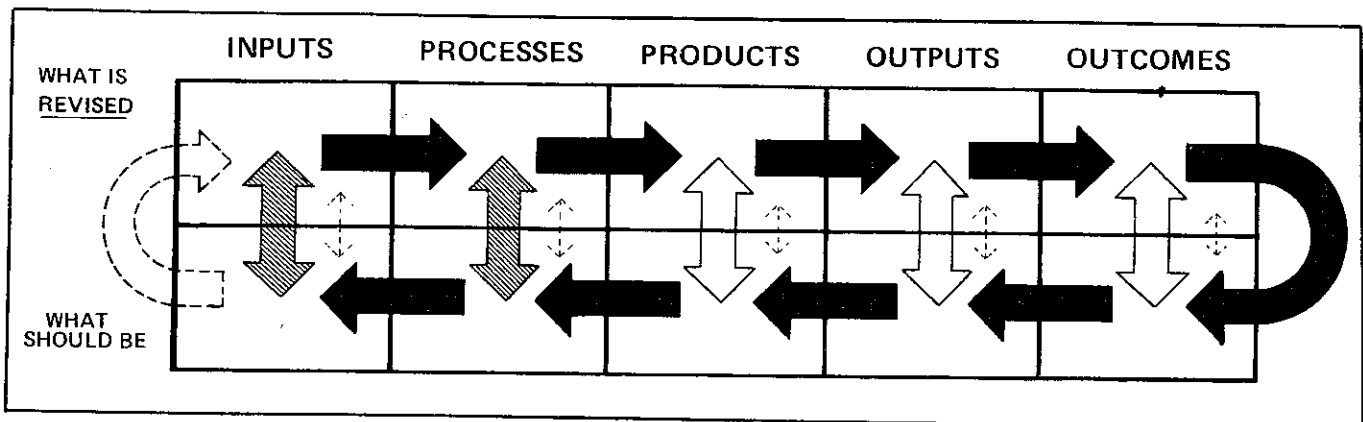 INPUTS PROCESSES PRODUCTS OUTPUTS OUTCOMES
WHAT IS
REVISED
WHAT
SHOULD BE